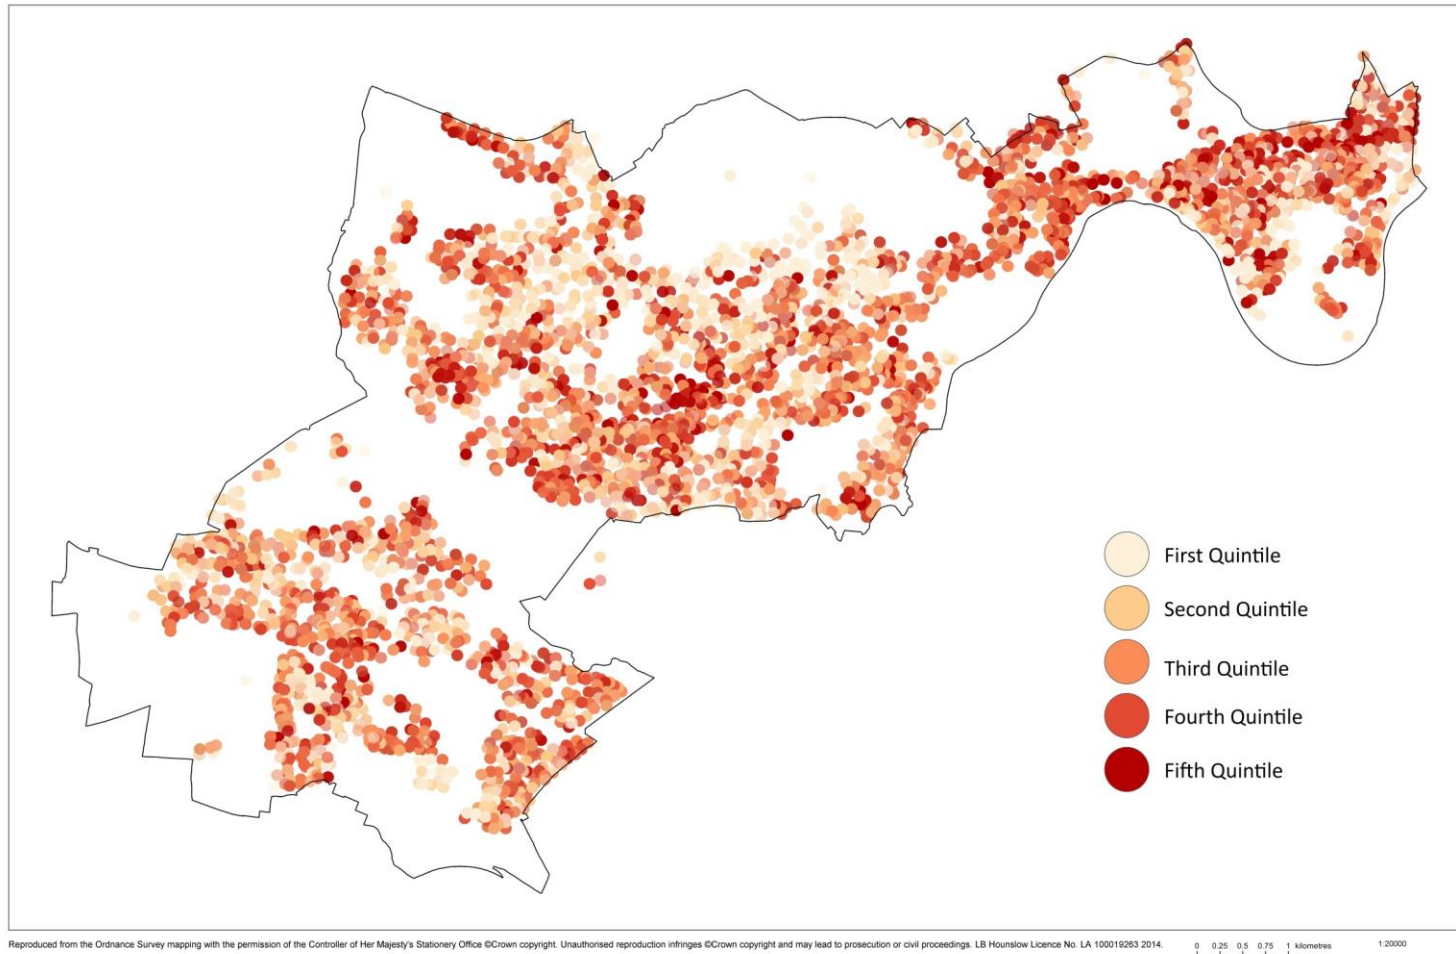 First Quintile
Second Quintile
Third Quintile
Fourth Quintile
Fifth Quintile
Reproduced from the Ordnance Survey mapping with the permission of the Controller of Her Majesty's Stationery Office ©Crown copyright. Unauthorised reproduction infringes ©Crown copyright and may lead to prosecution or civil proceedings. LB Hounslow Licence No. LA 100019263 2014.
0 0.25 0.5 0.75 1 kilometres
1:20000